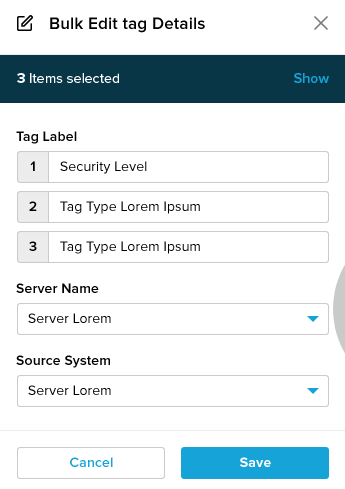 Bulk Edit tag Details
3 Items selected Show
Tag Label
1 Security Level
2 Tag Type Lorem Ipsum
3 Tag Type Lorem Ipsum
Server Name
Server Lorem
Source System
Server Lorem
Cancel Save